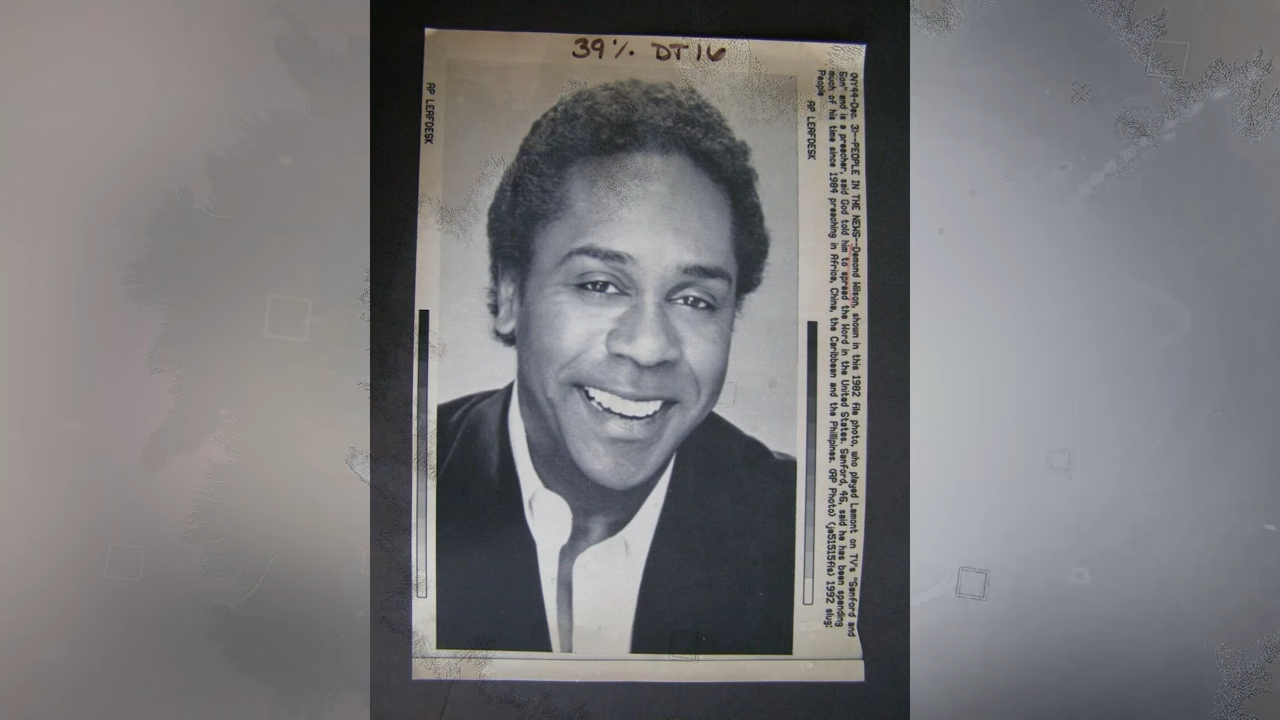 39% DT16
AP LEAFDESK
AP LEAFDESK
(NY44-Dec. 3)--PEOPLE IN THE NEWS--Demond Wilson, shown in this 1982 file photo, who played Lamont on TV's "Sanford and
Son" and is a preacher, said God told him to spread the Word in the United States. Sanford, 46, said he has been spending
much of his time since 1984 preaching in Africa, China, the Caribbean and the Phillipines. (AP Photo) (je51515fls) 1992 slug:
People